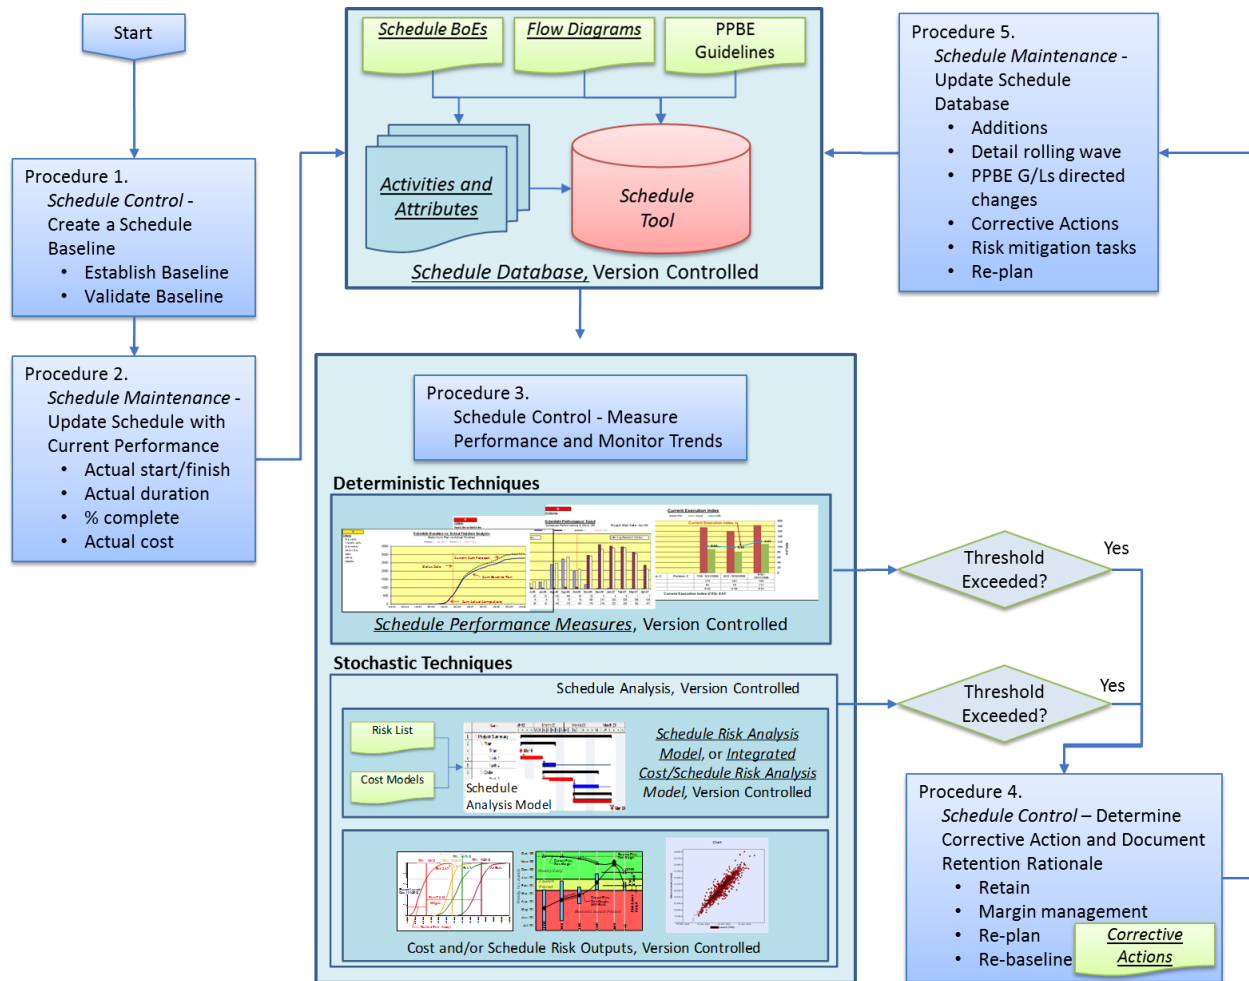 Start
Procedure 1.
Schedule Control -
Create a Schedule
Baseline
• Establish Baseline
• Validate Baseline
Procedure 2.
Schedule Maintenance -
Update Schedule with
Current Performance
• Actual start/finish
• Actual duration
• % complete
• Actual cost
Schedule BoEs
Flow Diagrams
PPBE
Guidelines
Activities and
Attributes
Schedule
Tool
Schedule Database, Version Controlled
Procedure 5.
Schedule Maintenance -
Update Schedule
Database
• Additions
• Detail rolling wave
• PPBE G/Ls directed
changes
• Corrective Actions
• Risk mitigation tasks
• Re-plan
Procedure 3.
Schedule Control - Measure
Performance and Monitor Trends
Deterministic Techniques
Current Execution Index
Schedule Performance Measures, Version Controlled
Threshold
Exceeded?
Yes
Stochastic Techniques
Schedule Analysis, Version Controlled
Risk List
Cost Models
Schedule
Analysis Model
Schedule Risk Analysis
Model, or Integrated
Cost/Schedule Risk Analysis
Model, Version Controlled
Threshold
Exceeded?
Yes
Cost and/or Schedule Risk Outputs, Version Controlled
Procedure 4.
Schedule Control – Determine
Corrective Action and Document
Retention Rationale
• Retain
• Margin management
• Re-plan
• Re-baseline
Corrective
Actions